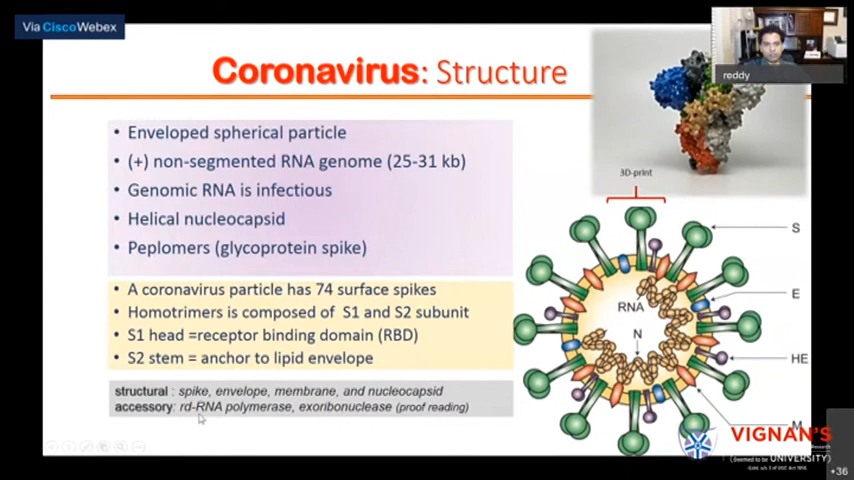 Via CiscoWebex
Coronavirus: Structure
reddy
• Enveloped spherical particle
• (+) non-segmented RNA genome (25-31 kb)
• Genomic RNA is infectious
• Helical nucleocapsid
• Peplomers (glycoprotein spike)
• A coronavirus particle has 74 surface spikes
• Homotrimers is composed of S1 and S2 subunit
• S1 head =receptor binding domain (RBD)
• S2 stem = anchor to lipid envelope
structural : spike, envelope, membrane, and nucleocapsid
accessory: rd-RNA polymerase, exoribonuclease (proof reading)
3D-print
S
E
RNA
N
HE
M
VIGNAN'S
(Deemed to be UNIVERSITY)
+36